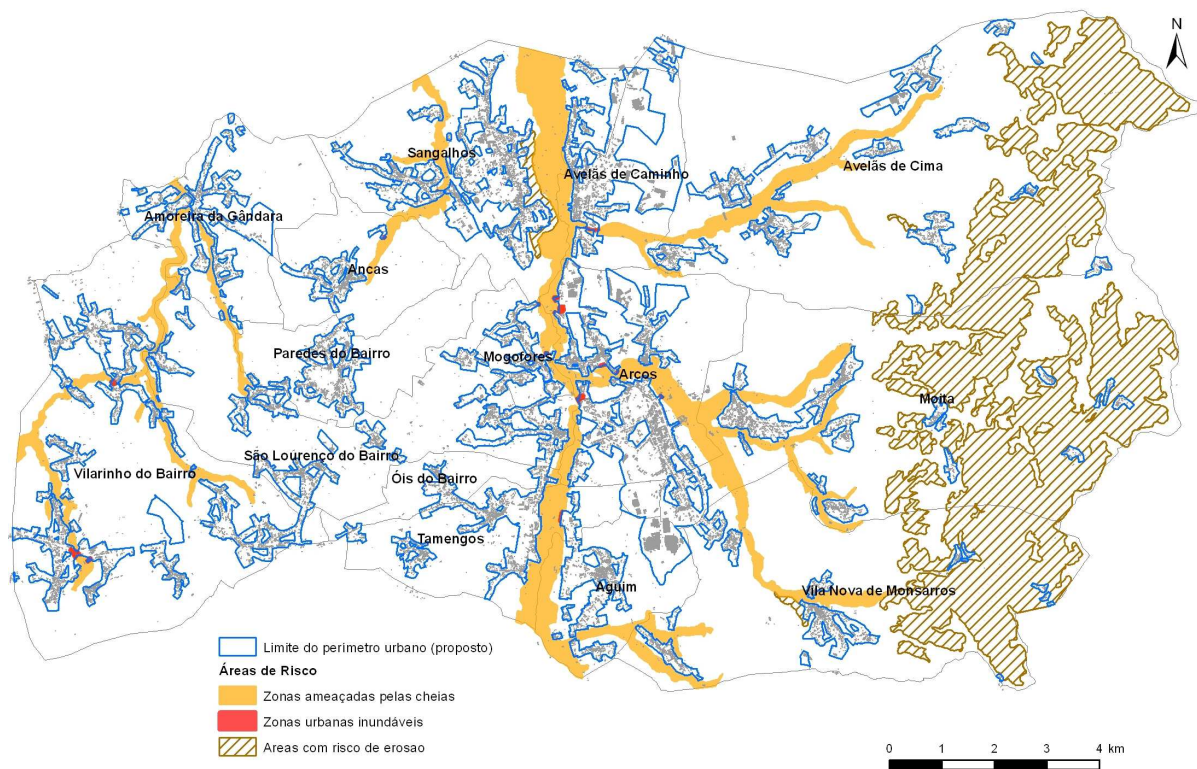 N
Sangalhos
Avelãs de Caminho
Avelãs de Cima
Amoreira da Gândara
Ancas
Paredes do Bairro
Mogofores
Arcos
Moita
São Lourenço do Bairro
Vilarinho do Bairro
Óis do Bairro
Tamengos
Aguim
Vila Nova de Monsarros
Limite do perimetro urbano (proposto)
Áreas de Risco
Zonas ameaçadas pelas cheias
Zonas urbanas inundáveis
Areas com risco de erosao
0 1 2 3 4 km